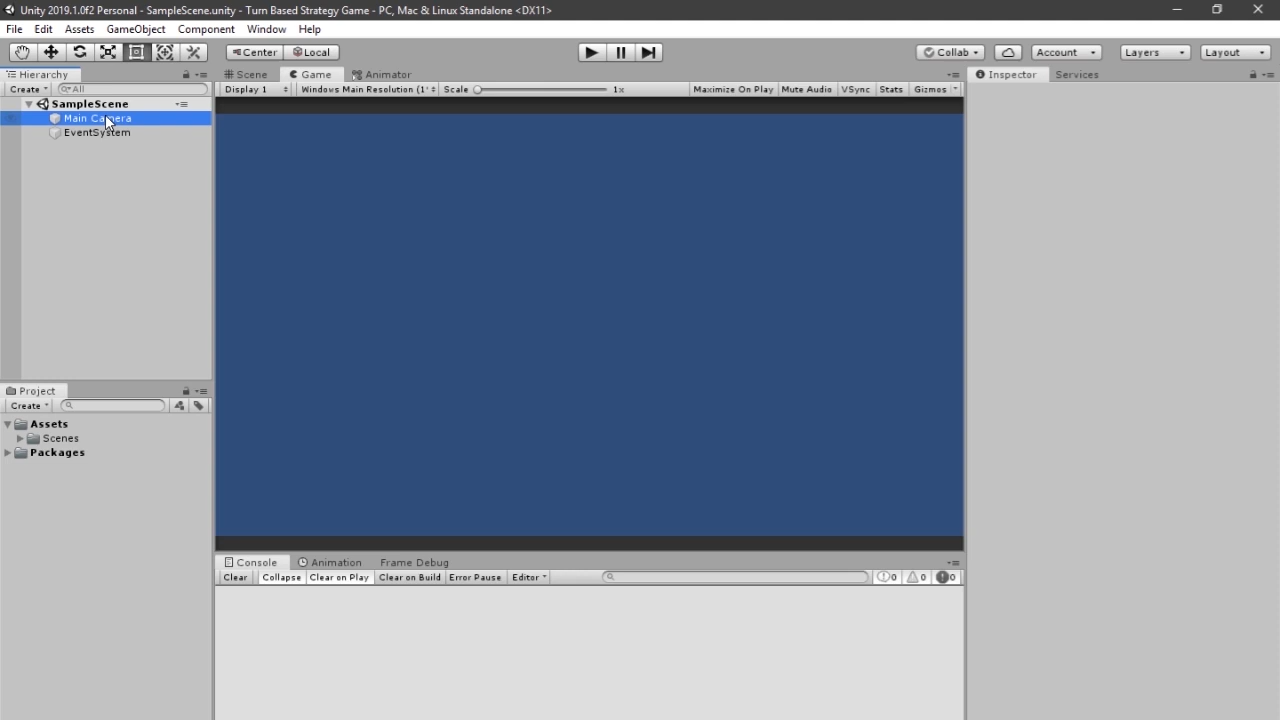 Unity 2019.1.0f2 Personal - SampleScene.unity - Turn Based Strategy Game - PC, Mac & Linux Standalone <DX11>
File Edit Assets GameObject Component Window Help
Center Local Collab Account Layers Layout
Hierarchy Scene Game Animator Inspector Services
Create All Display 1 Windows Main Resolution (1 Scale 1x Maximize On Play Mute Audio VSync Stats Gizmos
SampleScene
Main Camera
EventSystem
Project
Create
Assets
Scenes
Packages
Console Animation Frame Debug
Clear Collapse Clear on Play Clear on Build Error Pause Editor 0 0 0